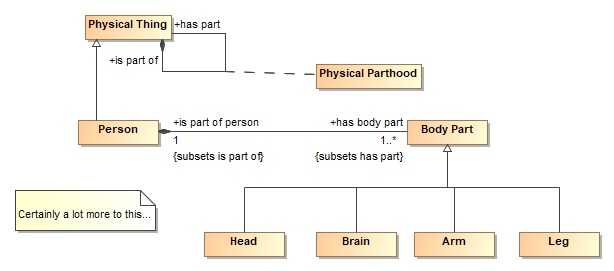 Physical Thing
+has part
+is part of
Physical Parthood
Person
+is part of person
+has body part
Body Part
1
1..*
{subsets is part of}
{subsets has part}
Certainly a lot more to this...
Head
Brain
Arm
Leg